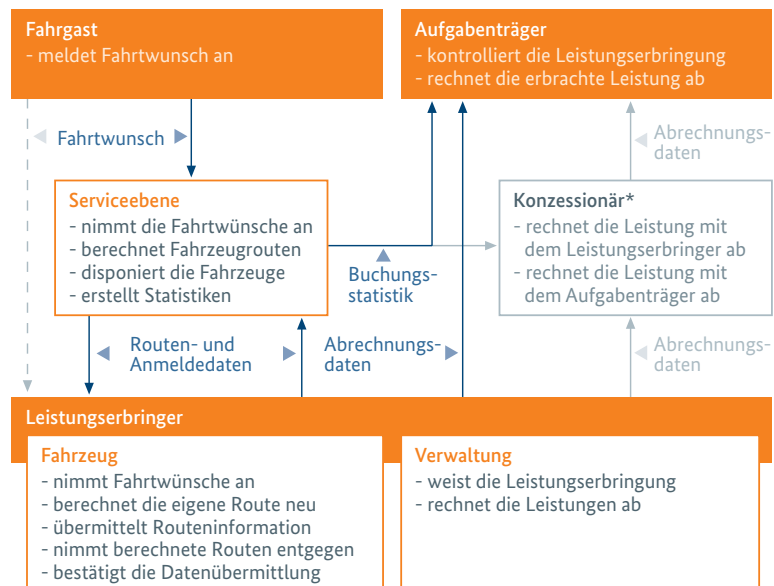 Fahrgast
- meldet Fahrtwunsch an
Aufgabenträger
- kontrolliert die Leistungserbringung
- rechnet die erbrachte Leistung ab
Fahrtwunsch
Abrechnungs-
daten
Serviceebene
- nimmt die Fahrtwünsche an
- berechnet Fahrzeugrouten
- disponiert die Fahrzeuge
- erstellt Statistiken
Buchungs-
statistik
Konzessionär*
- rechnet die Leistung mit
dem Leistungserbringer ab
- rechnet die Leistung mit
dem Aufgabenträger ab
Routen- und
Anmeldedaten
Abrechnungs-
daten
Abrechnungs-
daten
Leistungserbringer
Fahrzeug
- nimmt Fahrtwünsche an
- berechnet die eigene Route neu
- übermittelt Routeninformation
- nimmt berechnete Routen entgegen
- bestätigt die Datenübermittlung
Verwaltung
- weist die Leistungserbringung
- rechnet die Leistungen ab